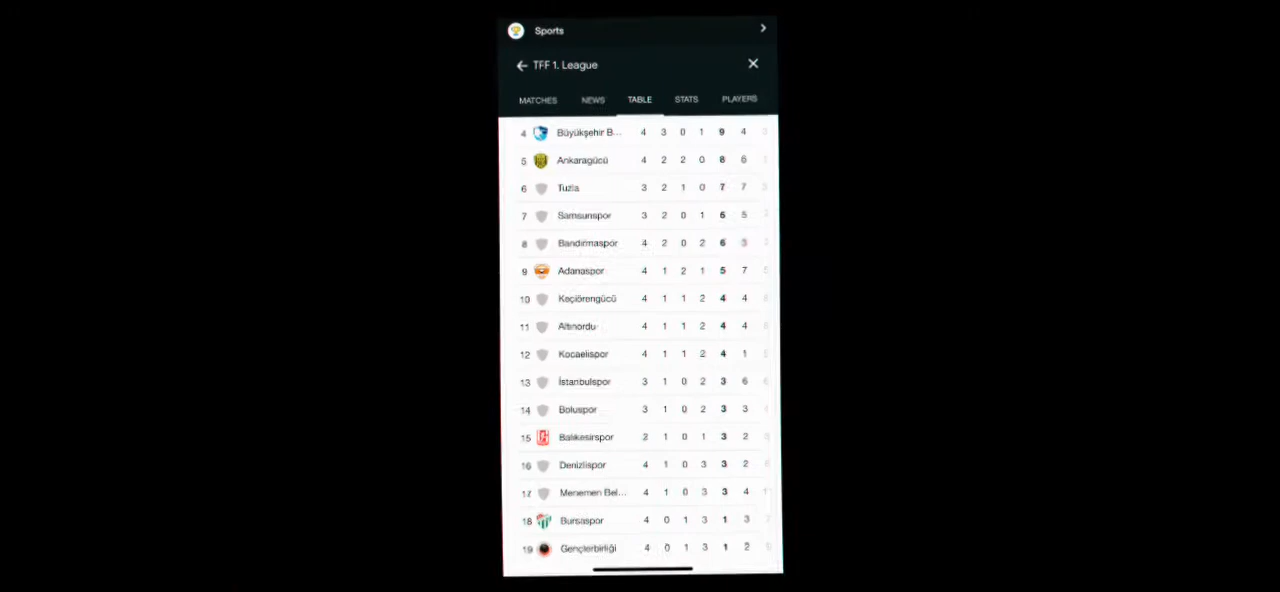 Sports
TFF 1. League
MATCHES NEWS TABLE STATS PLAYERS
4 Büyükşehir B... 4 3 0 1 9 4
5 Ankaragücü 4 2 2 0 8 6
6 Tuzla 3 2 1 0 7 7
7 Samsunspor 3 2 0 1 6 5
8 Bandırmaspor 4 2 0 2 6 3
9 Adanaspor 4 1 2 1 5 7
10 Keçiörengücü 4 1 1 2 4 4
11 Altınordu 4 1 1 2 4 4
12 Kocaelispor 4 1 1 2 4 1
13 İstanbulspor 3 1 0 2 3 6
14 Boluspor 3 1 0 2 3 3
15 Balıkesirspor 2 1 0 1 3 2
16 Denizlispor 4 1 0 3 3 2
17 Menemen Bel... 4 1 0 3 3 4
18 Bursaspor 4 0 1 3 1 3
19 Gençlerbirliği 4 0 1 3 1 2